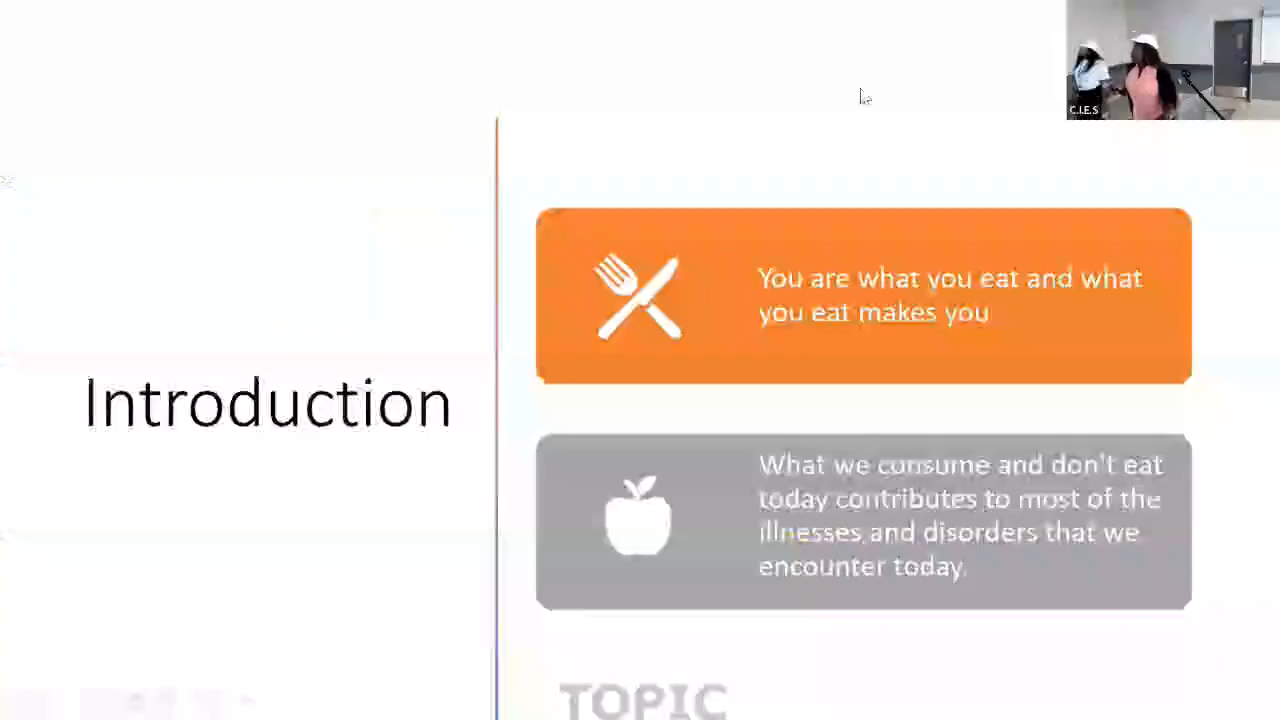 C.I.E.S
You are what you eat and what
you eat makes you
Introduction
What we consume and don't eat
today contributes to most of the
illnesses and disorders that we
encounter today.
TOPIC